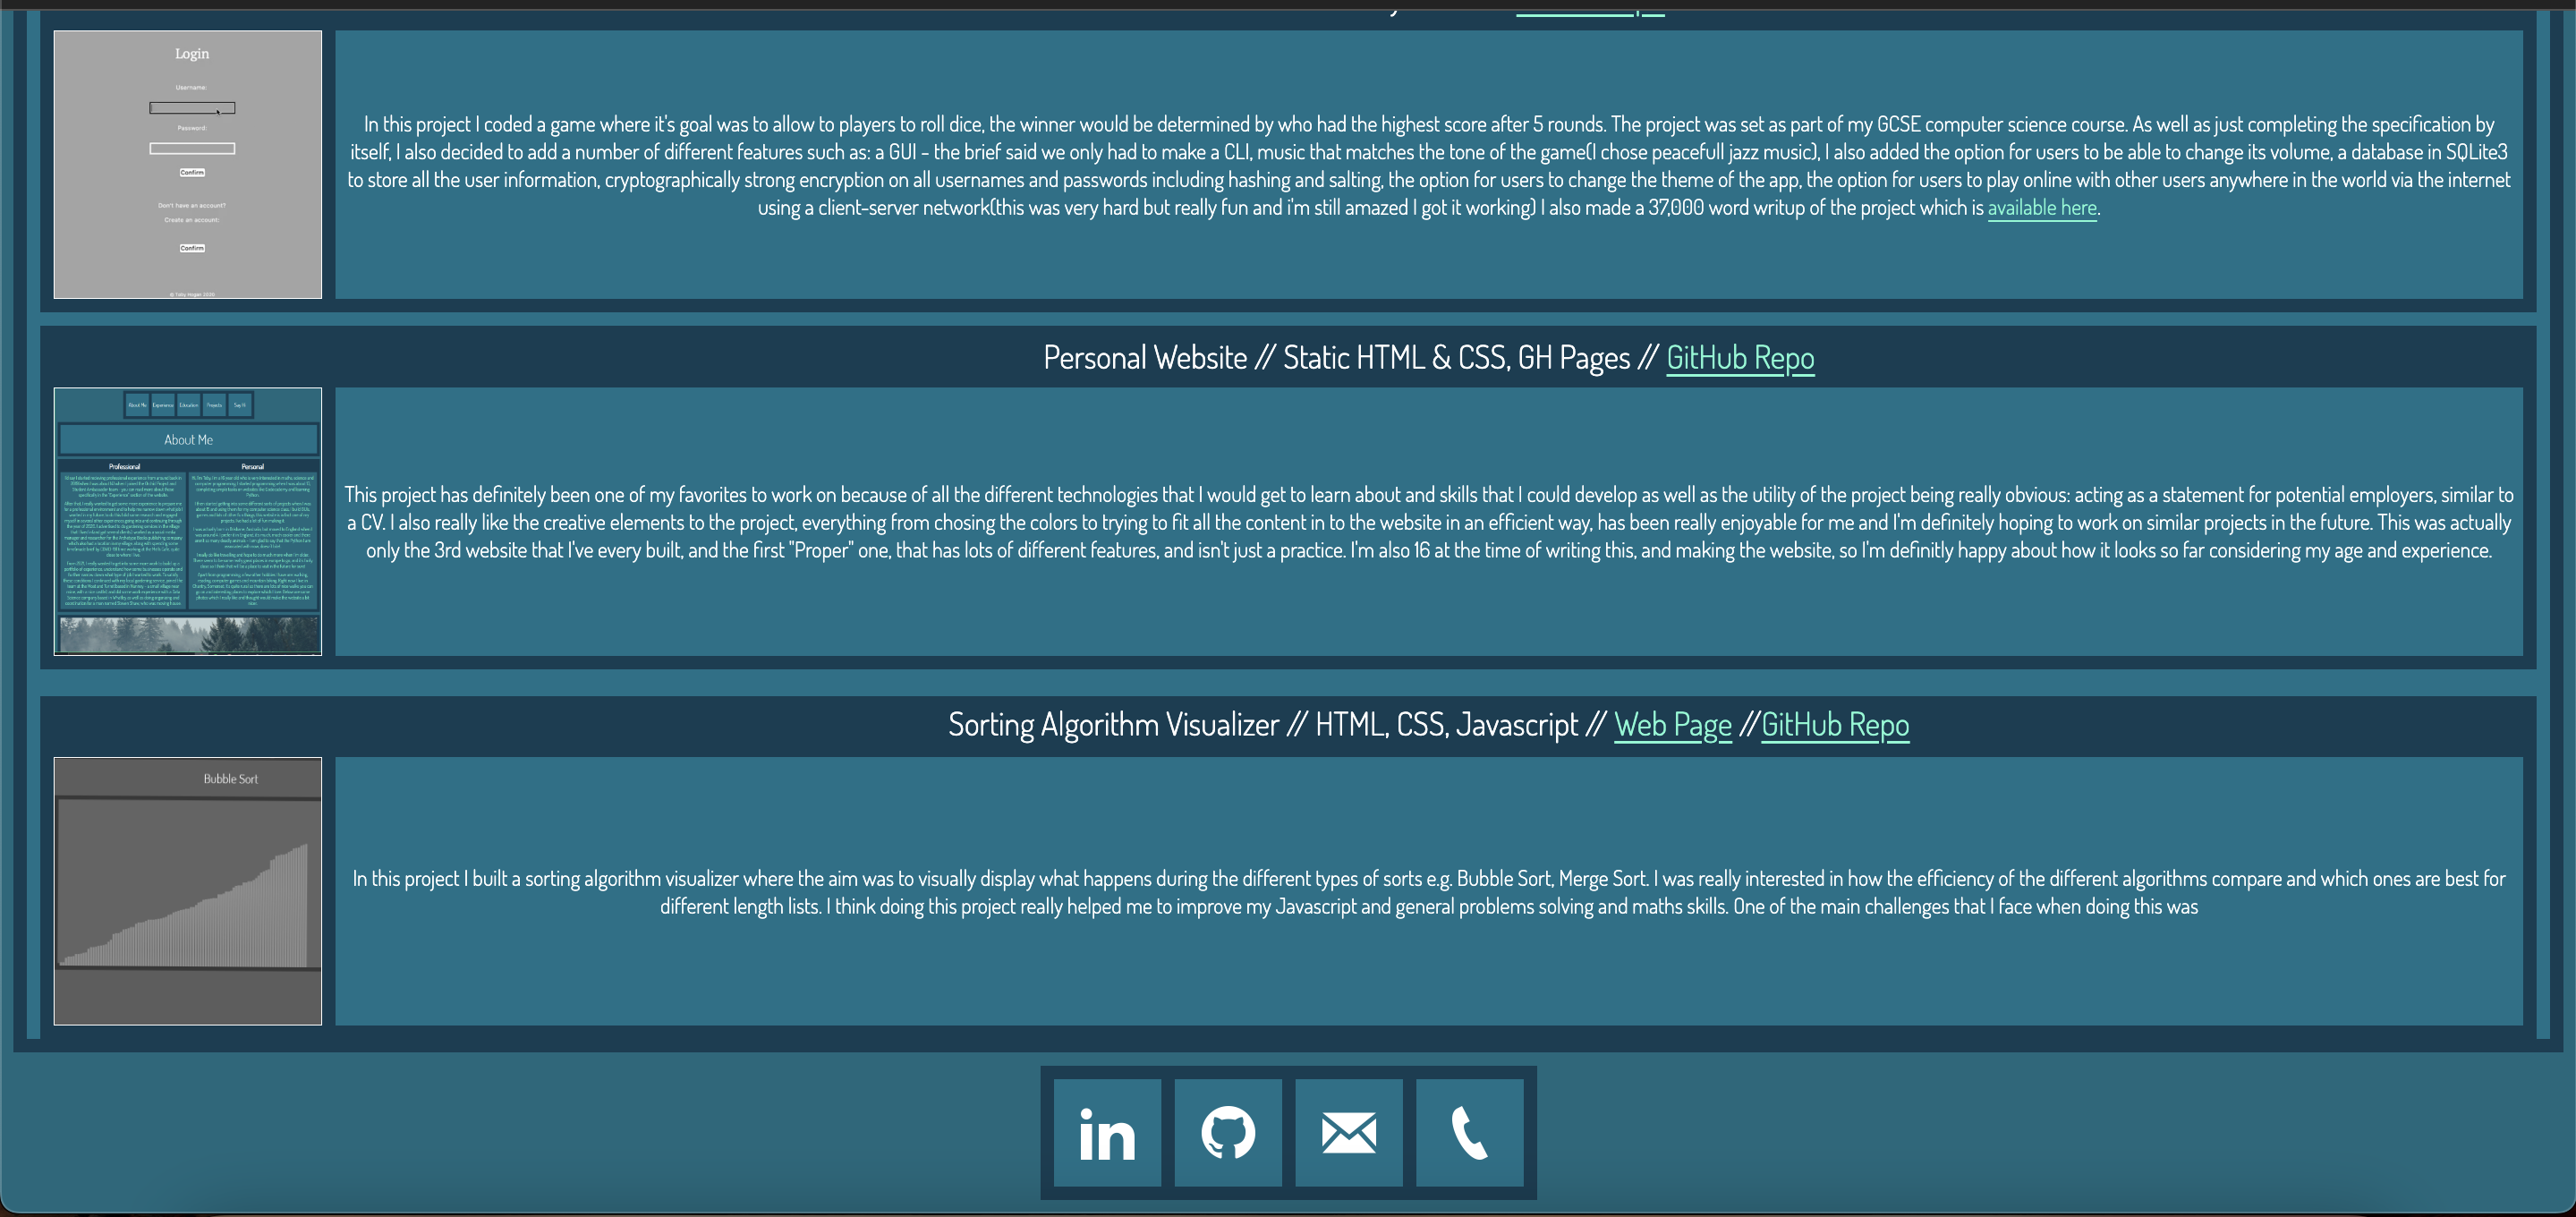 Login
Username:
Password:
Confirm
Don't have an account?
Create an account:
Confirm
© Toby Mogan 2020
In this project I coded a game where it's goal was to allow to players to roll dice, the winner would be determined by who had the highest score after 5 rounds. The project was set as part of my GCSE computer science course. As well as just completing the specification by
itself, I also decided to add a number of different features such as: a GUI - the brief said we only had to make a CLI, music that matches the tone of the game(I chose peacefull jazz music), I also added the option for users to be able to change its volume, a database in SQLite3
to store all the user information, cryptographically strong encryption on all usernames and passwords including hashing and salting, the option for users to change the theme of the app, the option for users to play online with other users anywhere in the world via the internet
using a client-server network(this was very hard but really fun and i'm still amazed I got it working) I also made a 37,000 word writup of the project which is available here.
Personal Website // Static HTML & CSS, GH Pages // GitHub Repo
About Me Experience Education Projects Say Hi
About Me
Professional Personal
This project has definitely been one of my favorites to work on because of all the different technologies that I would get to learn about and skills that I could develop as well as the utility of the project being really obvious: acting as a statement for potential employers, similar to
a CV. I also really like the creative elements to the project, everything from chosing the colors to trying to fit all the content in to the website in an efficient way, has been really enjoyable for me and I'm definitely hoping to work on similar projects in the future. This was actually
only the 3rd website that I've every built, and the first "Proper" one, that has lots of different features, and isn't just a practice. I'm also 16 at the time of writing this, and making the website, so I'm definitly happy about how it looks so far considering my age and experience.
Sorting Algorithm Visualizer // HTML, CSS, Javascript // Web Page //GitHub Repo
Bubble Sort
In this project I built a sorting algorithm visualizer where the aim was to visually display what happens during the different types of sorts e.g. Bubble Sort, Merge Sort. I was really interested in how the efficiency of the different algorithms compare and which ones are best for
different length lists. I think doing this project really helped me to improve my Javascript and general problems solving and maths skills. One of the main challenges that I face when doing this was
in